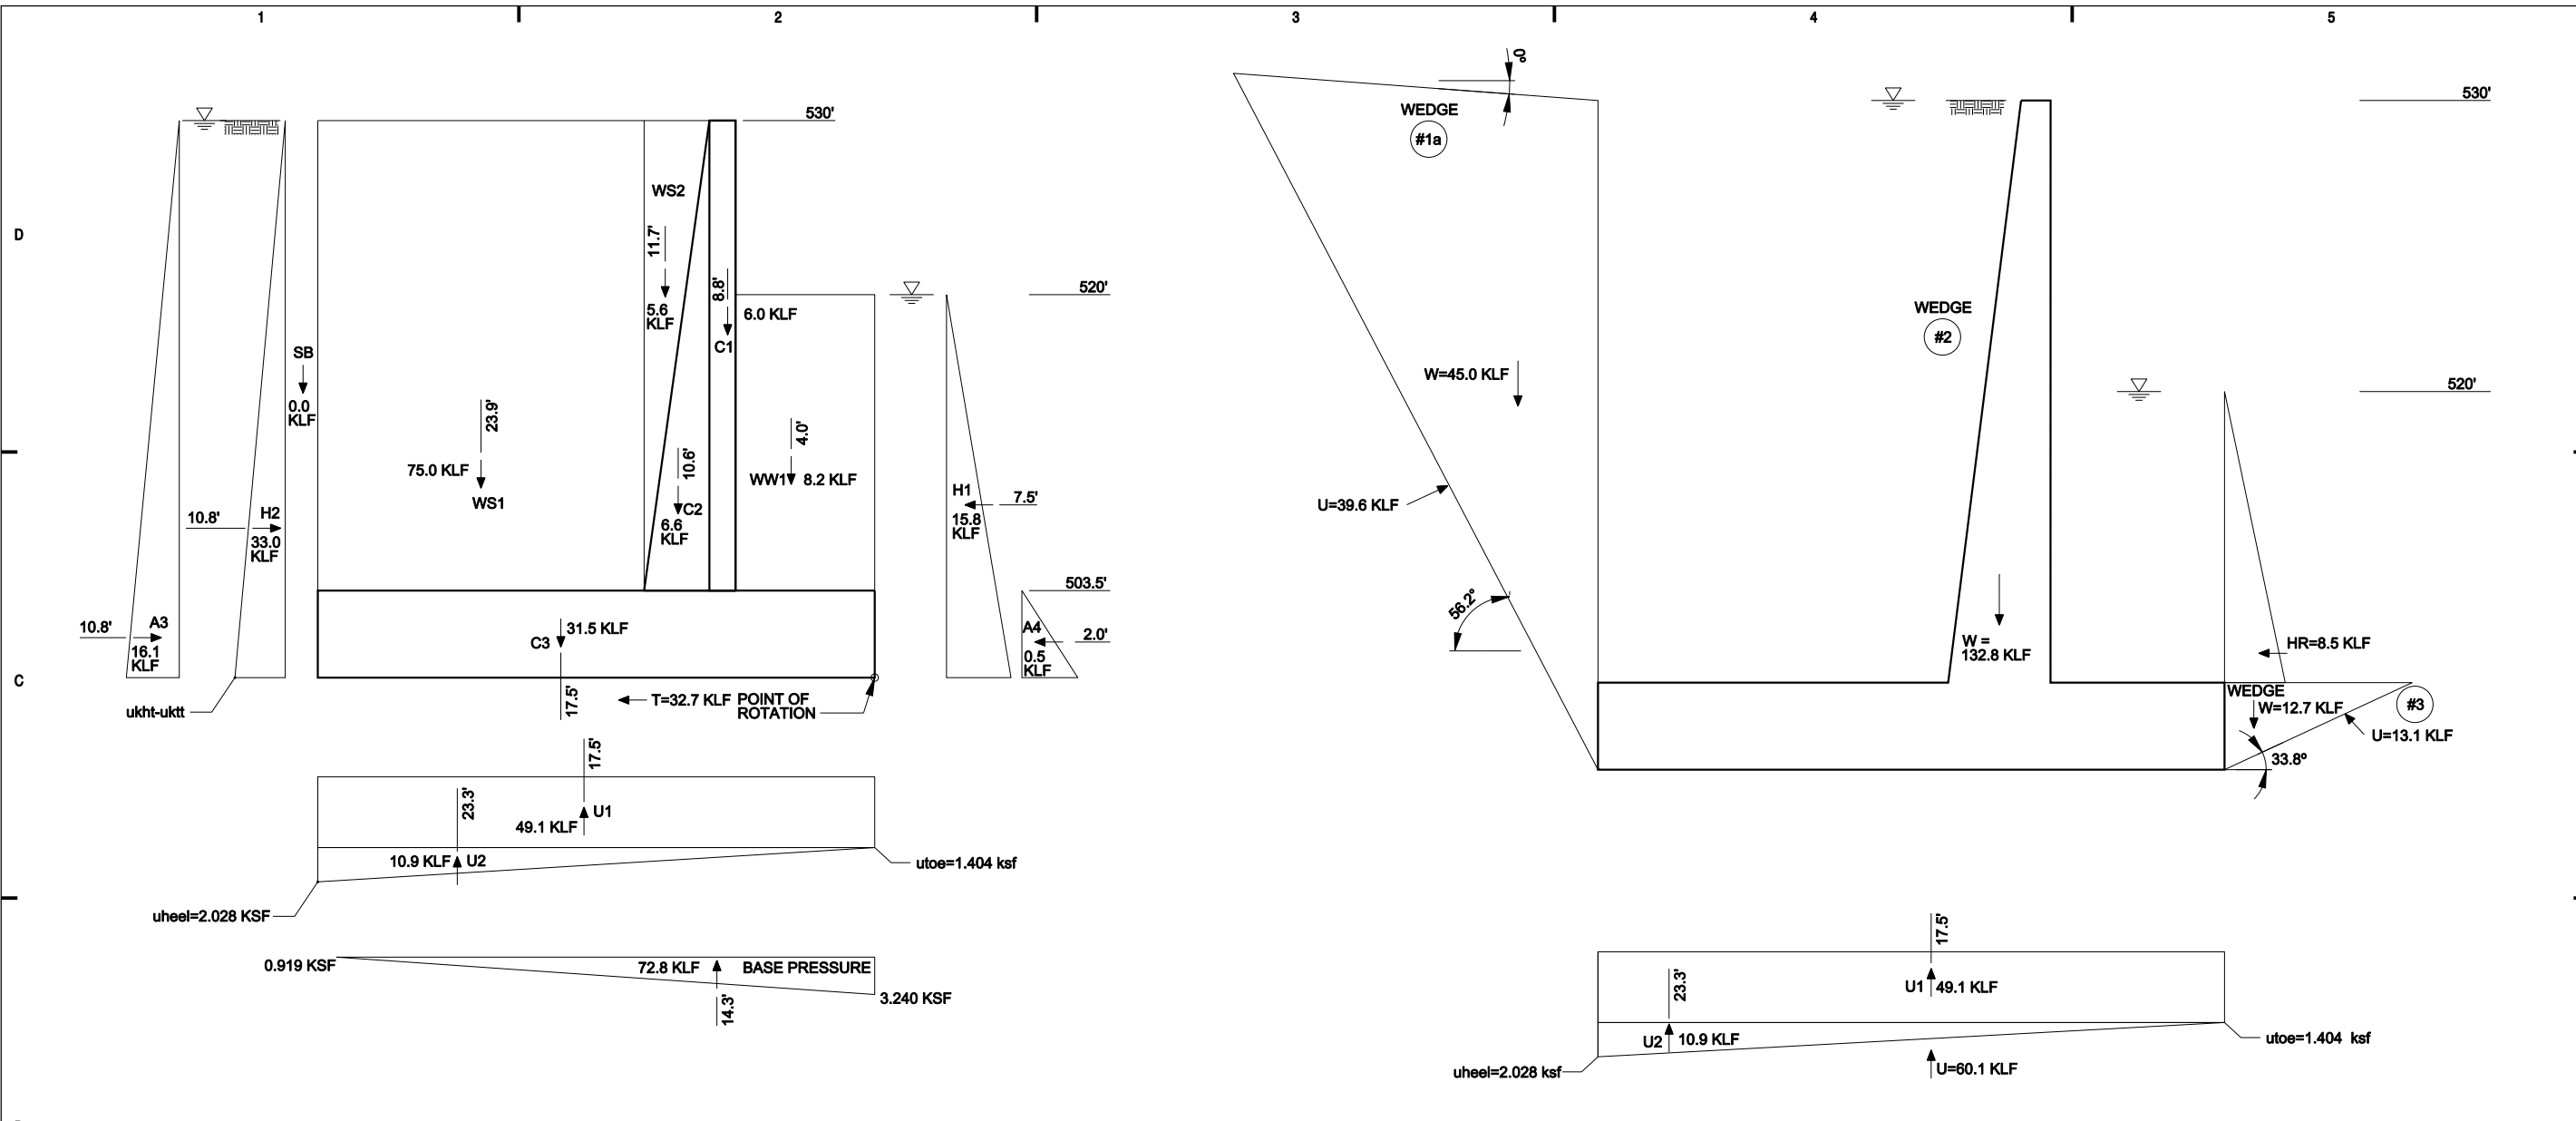 1
2
3
4
5
D
C
530'
WS2
11.7'
5.6
KLF
8.8'
6.0 KLF
C1
520'
SB
0.0
KLF
23.9'
75.0 KLF
WS1
10.6'
C2
6.6
KLF
4.0'
WW1
8.2 KLF
H1
7.5'
15.8
KLF
10.8'
H2
33.0
KLF
503.5'
10.8'
A3
16.1
KLF
C3
31.5 KLF
17.5'
A4
2.0'
0.5
KLF
ukht-uktt
T=32.7 KLF
POINT OF
ROTATION
17.5'
23.3'
U1
49.1 KLF
10.9 KLF
U2
utoe=1.404 ksf
uheel=2.028 KSF
0.919 KSF
72.8 KLF
BASE PRESSURE
3.240 KSF
14.3'
0°
WEDGE
#1a
530'
WEDGE
#2
W=45.0 KLF
520'
U=39.6 KLF
56.2°
W =
132.8 KLF
HR=8.5 KLF
WEDGE
#3
W=12.7 KLF
U=13.1 KLF
33.8°
17.5'
23.3'
U1
49.1 KLF
U2
10.9 KLF
utoe=1.404 ksf
uheel=2.028 ksf
U=60.1 KLF